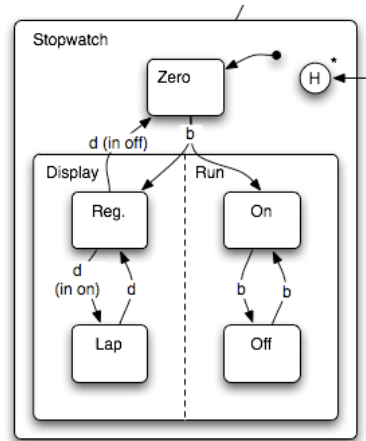 Stopwatch
Zero
H *
d (in off)
b
Display
Run
Reg.
On
d
(in on)
d
b
b
Lap
Off